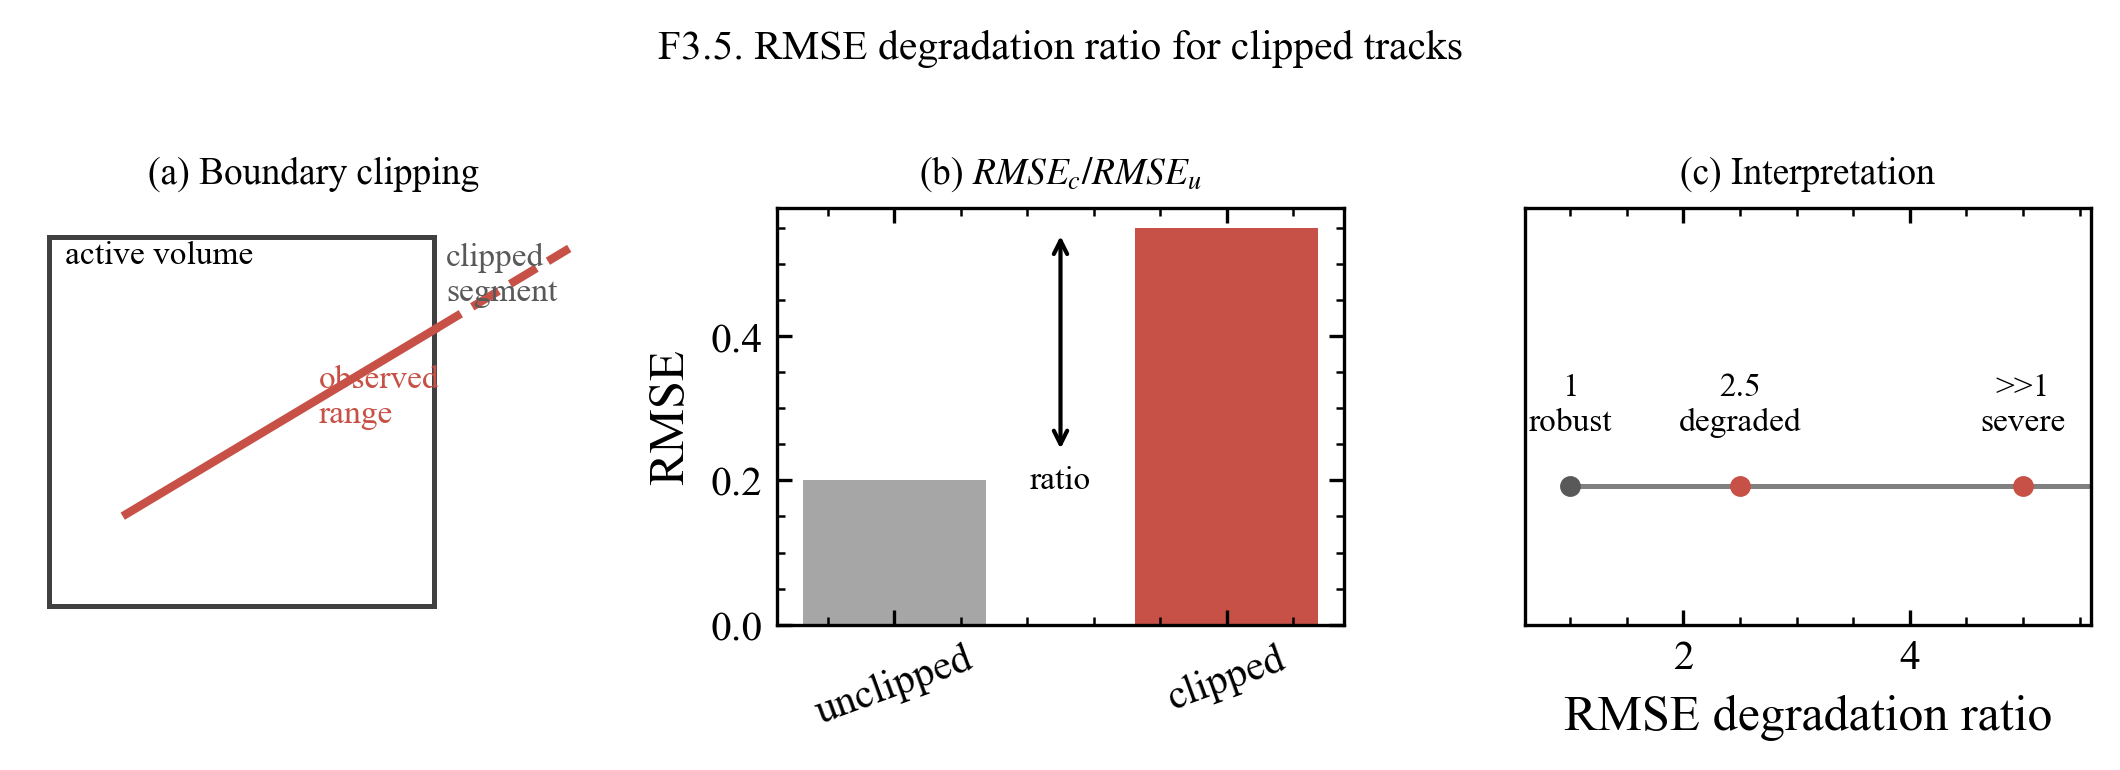 F3.5. RMSE degradation ratio for clipped tracks
(a) Boundary clipping
active volume
clipped
segment
observed
range
(b) RMSEc/RMSEu
RMSE
0.4
0.2
0.0
ratio
unclipped
clipped
(c) Interpretation
1
robust
2.5
degraded
>>1
severe
2
4
RMSE degradation ratio